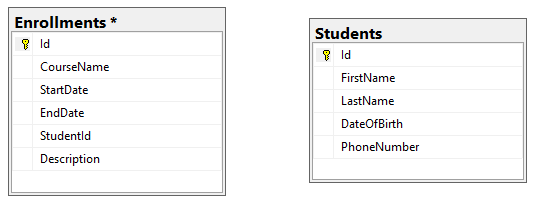 Enrollments *
Id
CourseName
StartDate
EndDate
StudentId
Description
Students
Id
FirstName
LastName
DateOfBirth
PhoneNumber